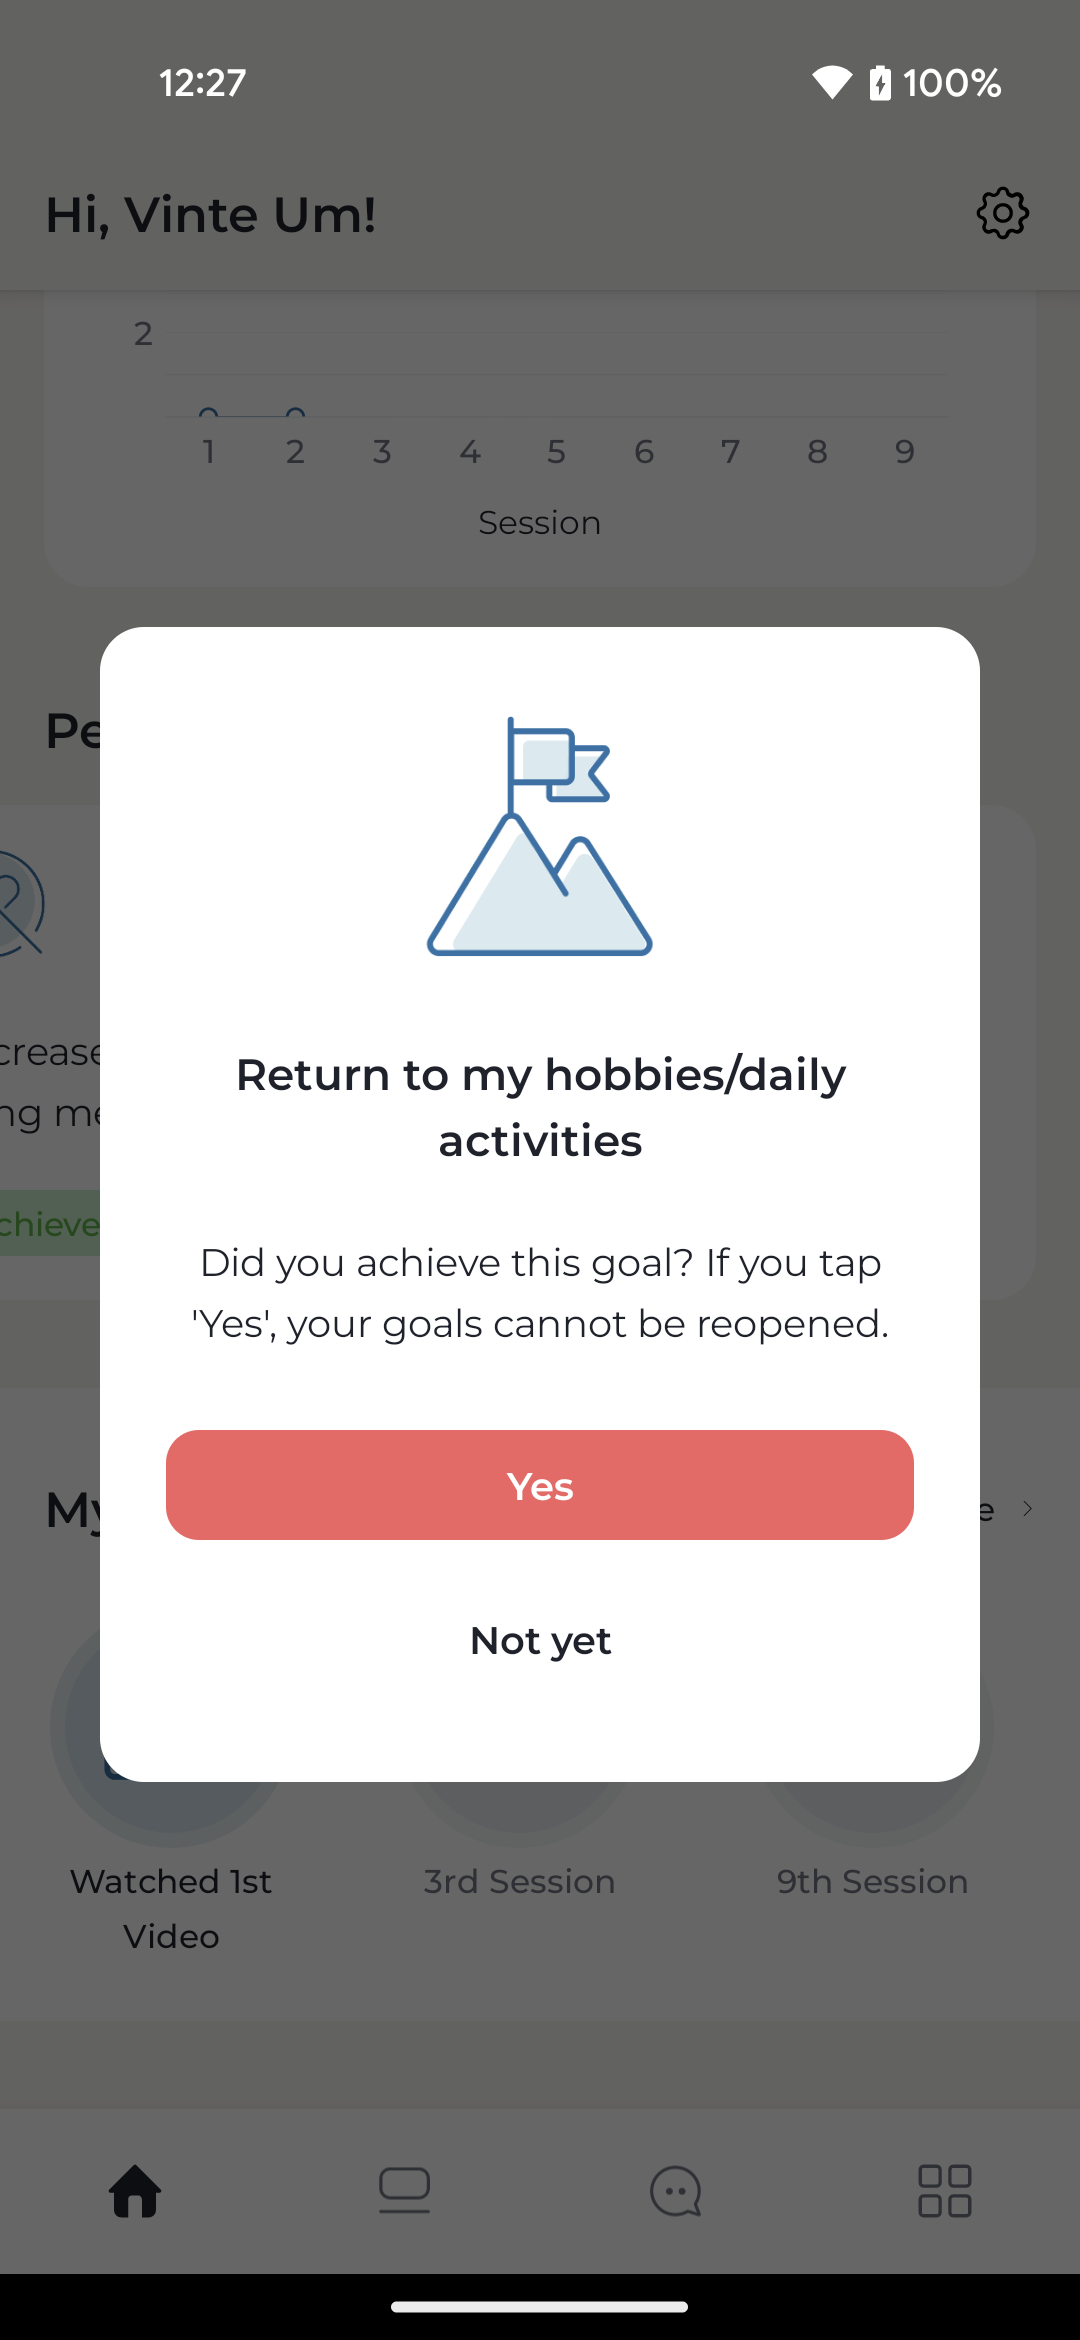 12:27
100%
Hi, Vinte Um!
2
1 2 3 4 5 6 7 8 9
Session
Return to my hobbies/daily
activities
Did you achieve this goal? If you tap
'Yes', your goals cannot be reopened.
Yes
Not yet
My
Watched 1st
Video
3rd Session
9th Session